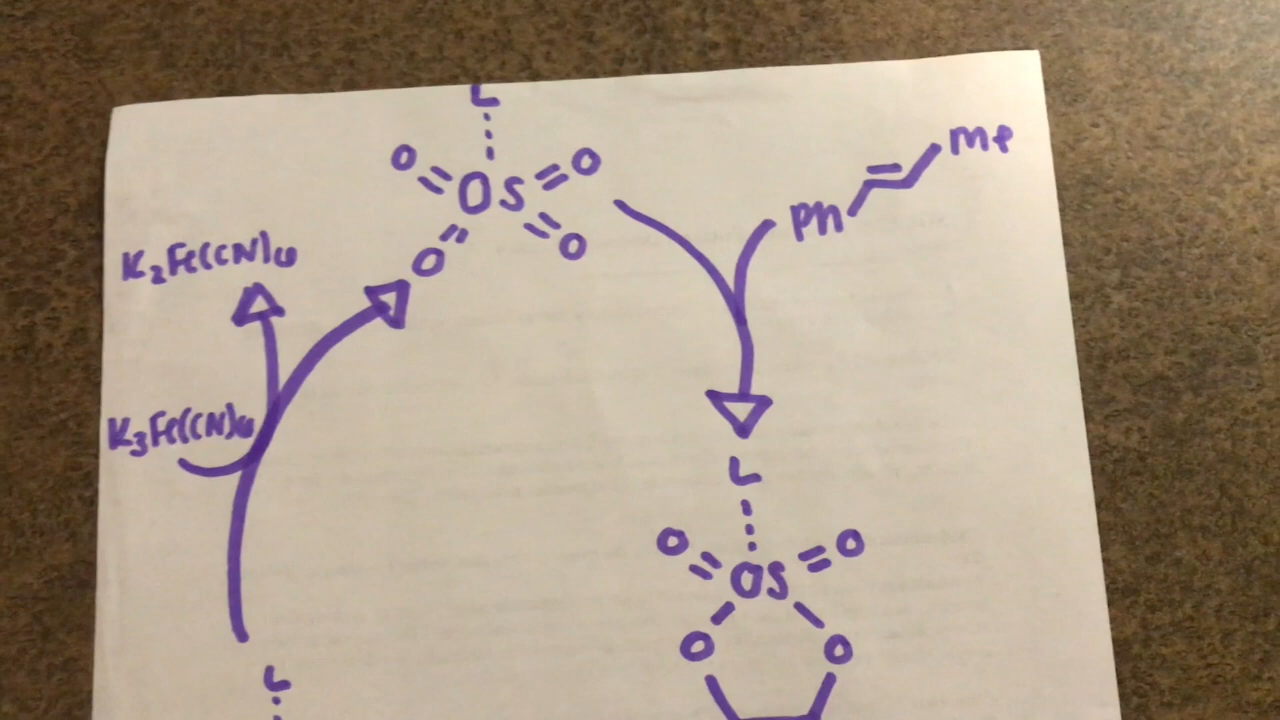 L
O Os O
O O
Ph Me
K₂Fe(CN)₆
K₃Fe(CN)₆
L
O Os O
O O
L